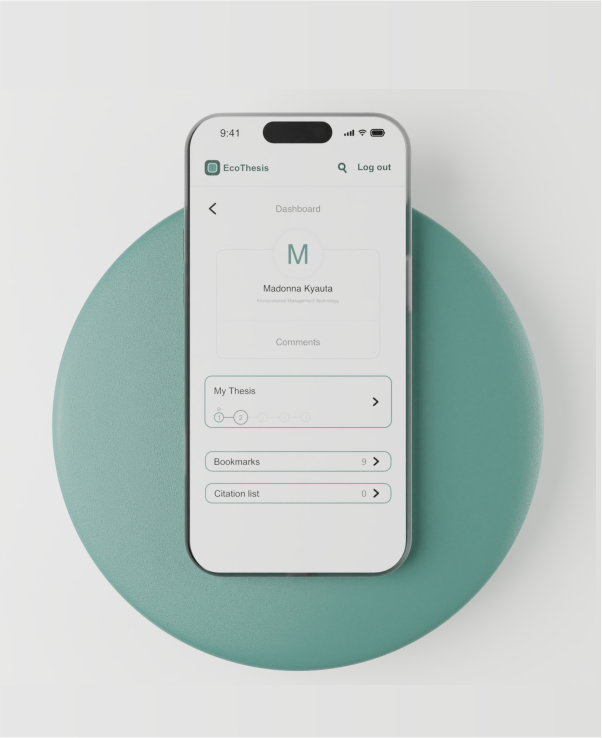 9:41
EcoThesis
Log out
Dashboard
M
Madonna Kyauta
Environmental Management Technology
Comments
My Thesis
1 2
Bookmarks 9
Citation list 0